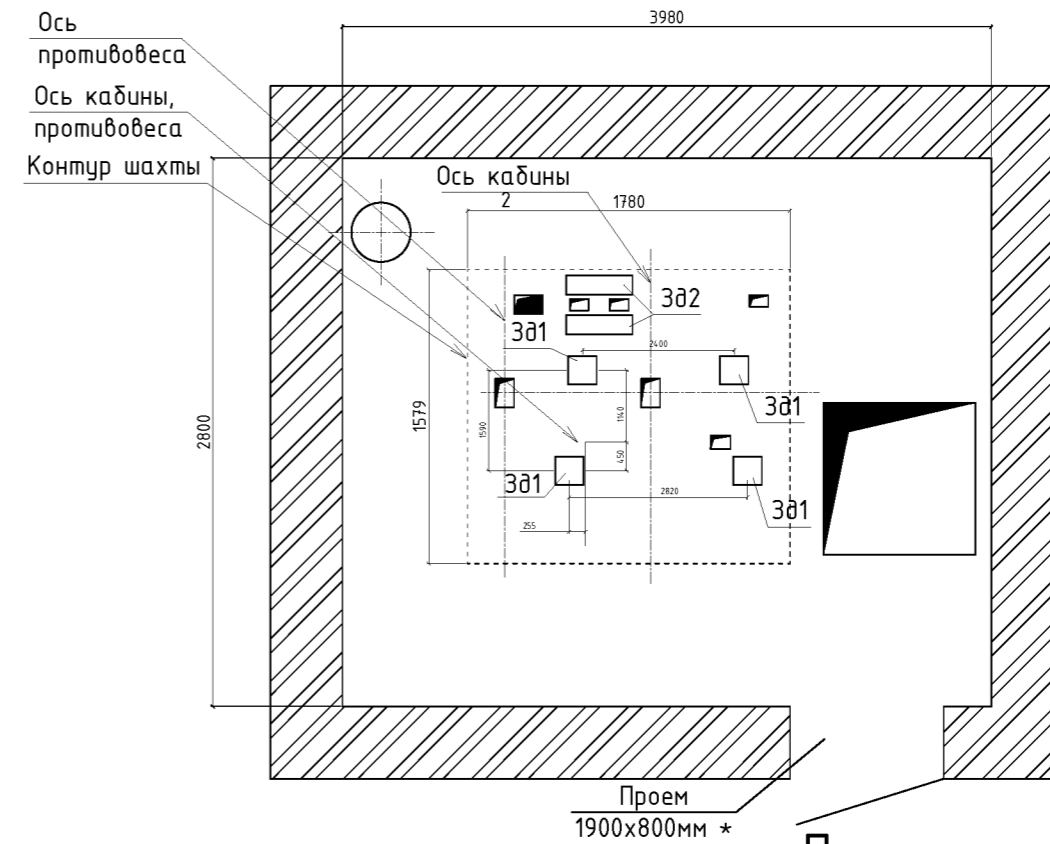 Ось
противовеса
3980
Ось кабины,
противовеса
Контур шахты
Ось кабины
2
1780
Зд2
Зд1
2400
Зд1
1579
2800
1590
1140
450
Зд1
2820
Зд1
255
Проем
1900х800мм *
П